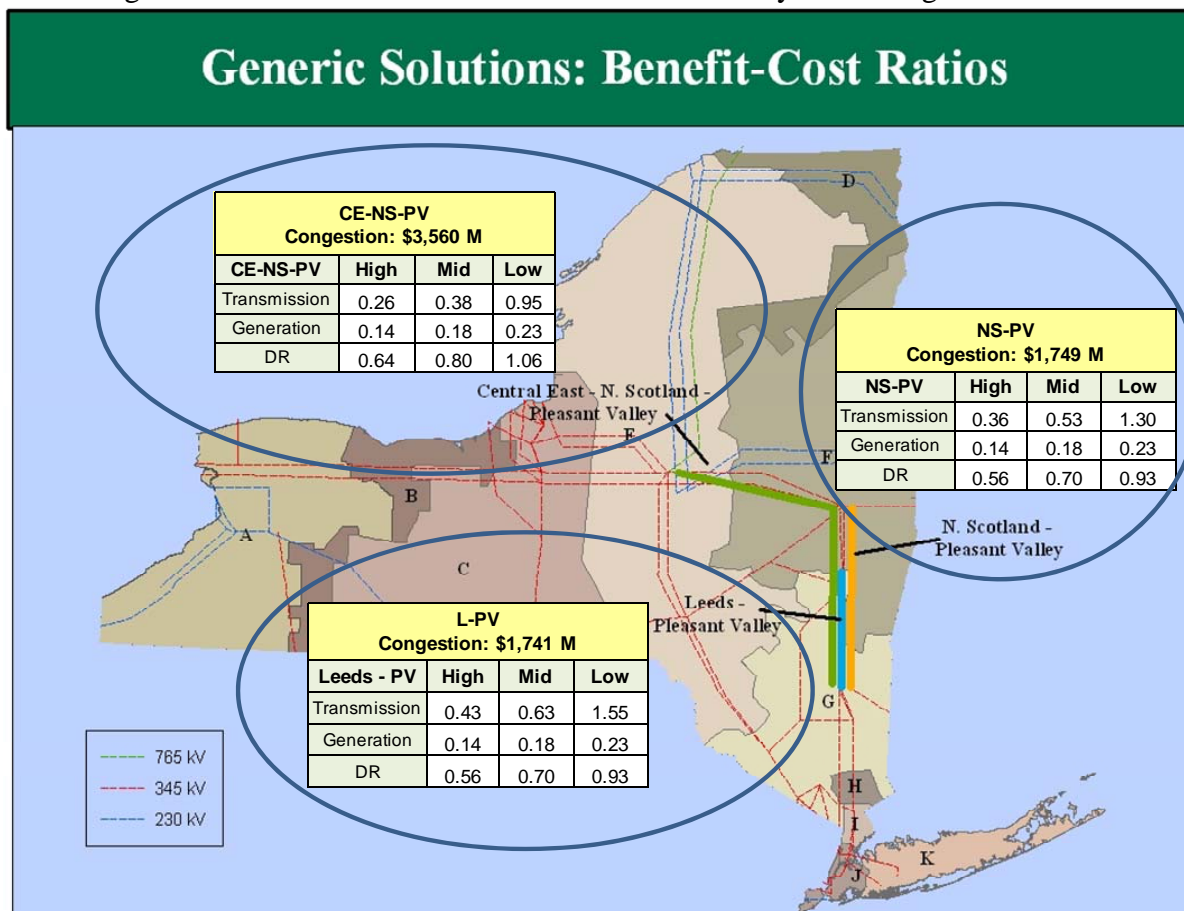 Generic Solutions: Benefit-Cost Ratios
D
CE-NS-PV
Congestion: $3,560 M
CE-NS-PV High Mid Low
Transmission 0.26 0.38 0.95
Generation 0.14 0.18 0.23
DR 0.64 0.80 1.06
NS-PV
Congestion: $1,749 M
NS-PV High Mid Low
Transmission 0.36 0.53 1.30
Generation 0.14 0.18 0.23
DR 0.56 0.70 0.93
Central East - N. Scotland -
Pleasant Valley
E
F
B
A
C
N. Scotland -
Pleasant Valley
Leeds -
Pleasant Valley
L-PV
Congestion: $1,741 M
Leeds - PV High Mid Low
Transmission 0.43 0.63 1.55
Generation 0.14 0.18 0.23
DR 0.56 0.70 0.93
G
765 kV
345 kV
230 kV
H
I
K
J